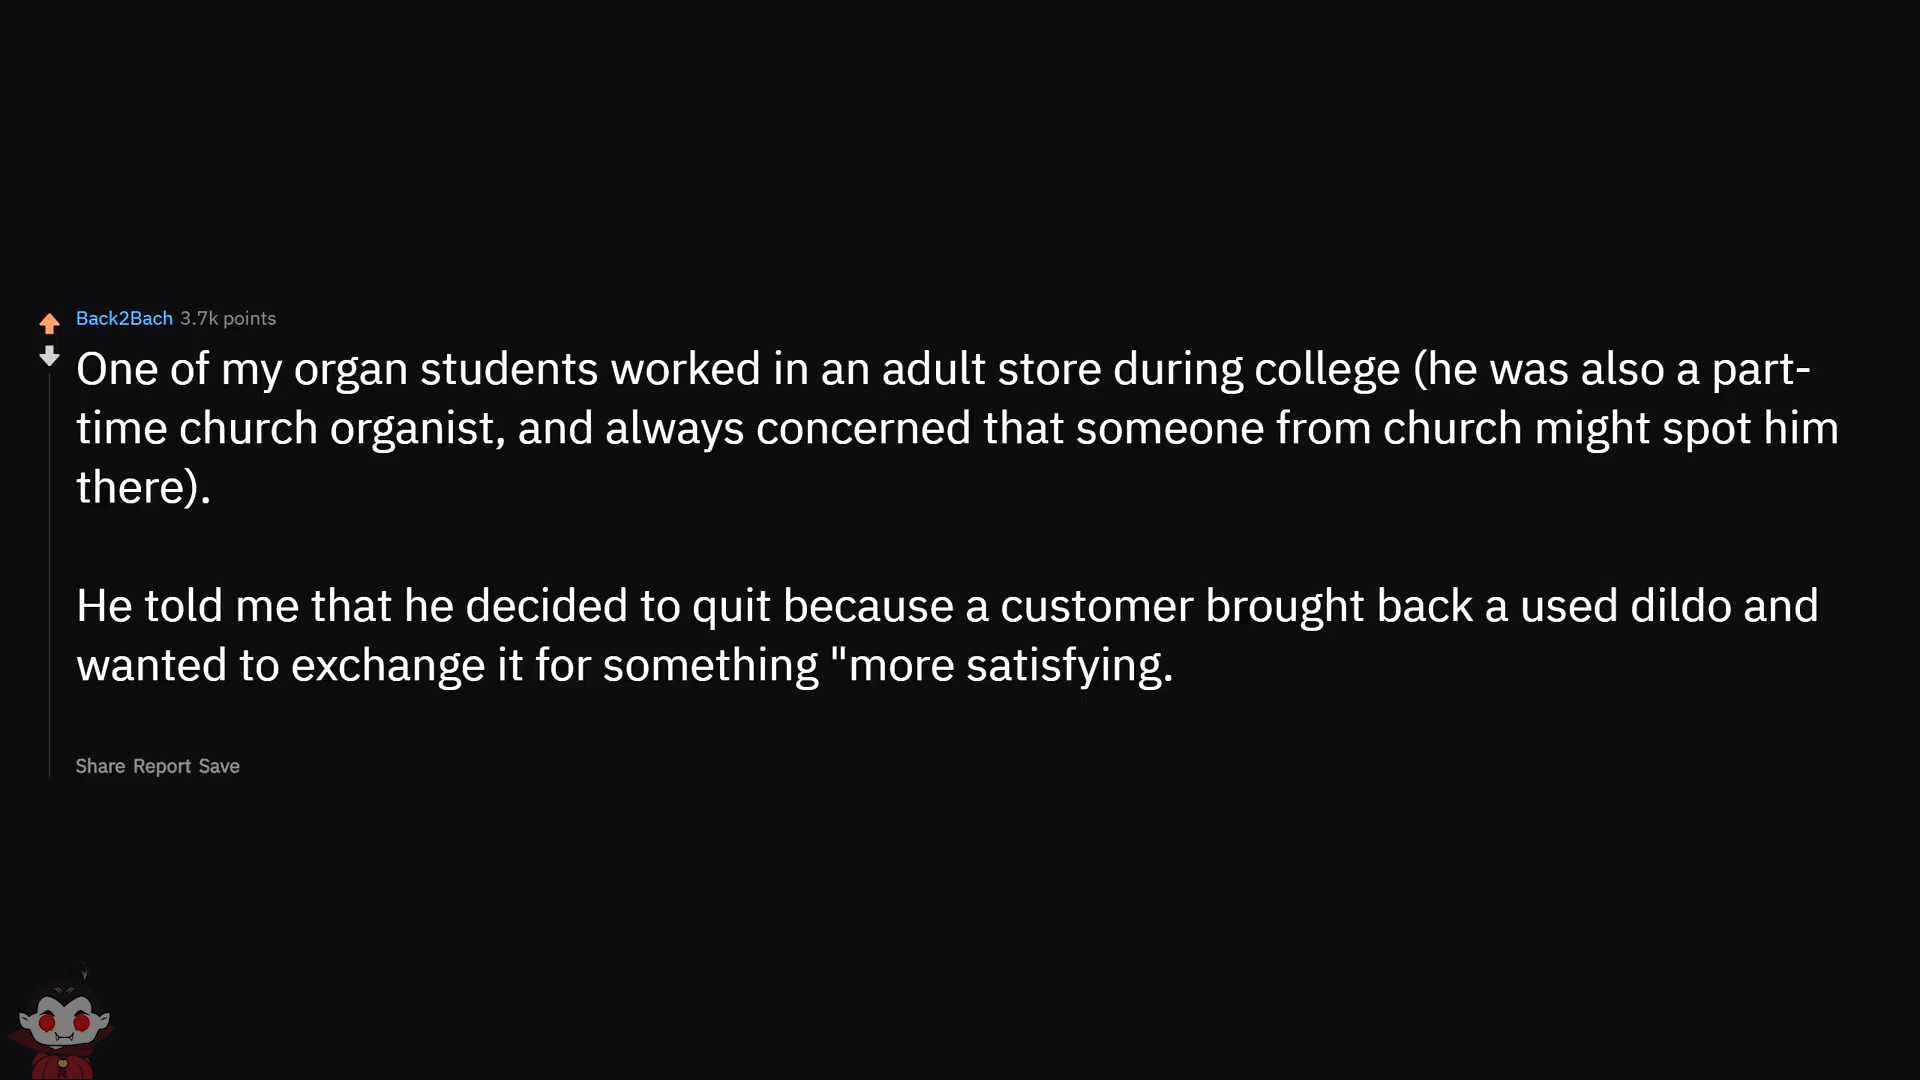 Back2Bach 3.7k points
One of my organ students worked in an adult store during college (he was also a part-
time church organist, and always concerned that someone from church might spot him
there).
He told me that he decided to quit because a customer brought back a used dildo and
wanted to exchange it for something "more satisfying.
Share Report Save